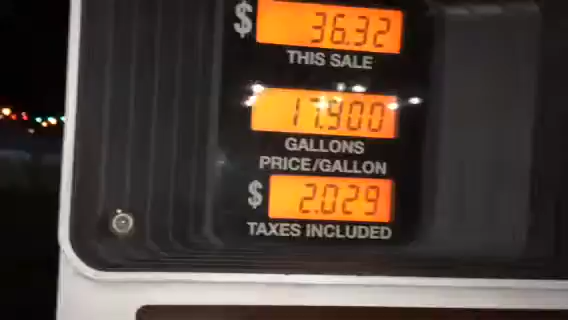 $ 36.32
THIS SALE
17.900
GALLONS
PRICE/GALLON
$ 2.029
TAXES INCLUDED